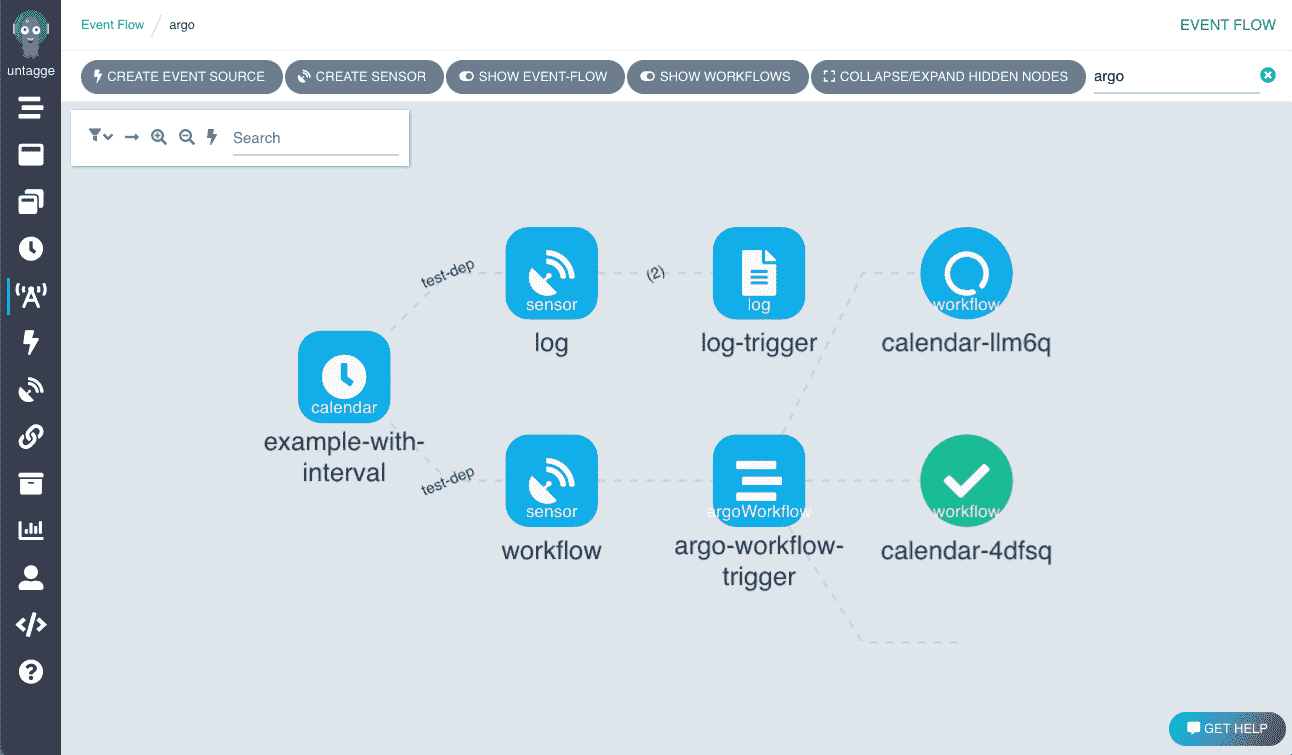 untagge
Event Flow / argo
EVENT FLOW
CREATE EVENT SOURCE
CREATE SENSOR
SHOW EVENT-FLOW
SHOW WORKFLOWS
COLLAPSE/EXPAND HIDDEN NODES
argo
Search
test-dep
sensor
log
(2)
log
log-trigger
workflow
calendar-llm6q
calendar
example-with-
interval
test-dep
sensor
workflow
argoWorkflow
argo-workflow-
trigger
workflow
calendar-4dfsq
GET HELP